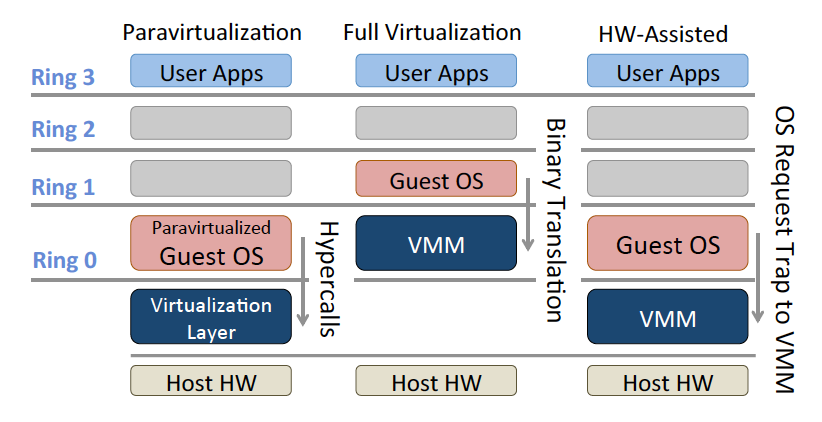 Paravirtualization
Full Virtualization
HW-Assisted
Ring 3
User Apps
User Apps
User Apps
Ring 2
Ring 1
Guest OS
Ring 0
Paravirtualized
Guest OS
VMM
Guest OS
Virtualization
Layer
VMM
Host HW
Host HW
Host HW
Hypercalls
Binary Translation
OS Request Trap to VMM